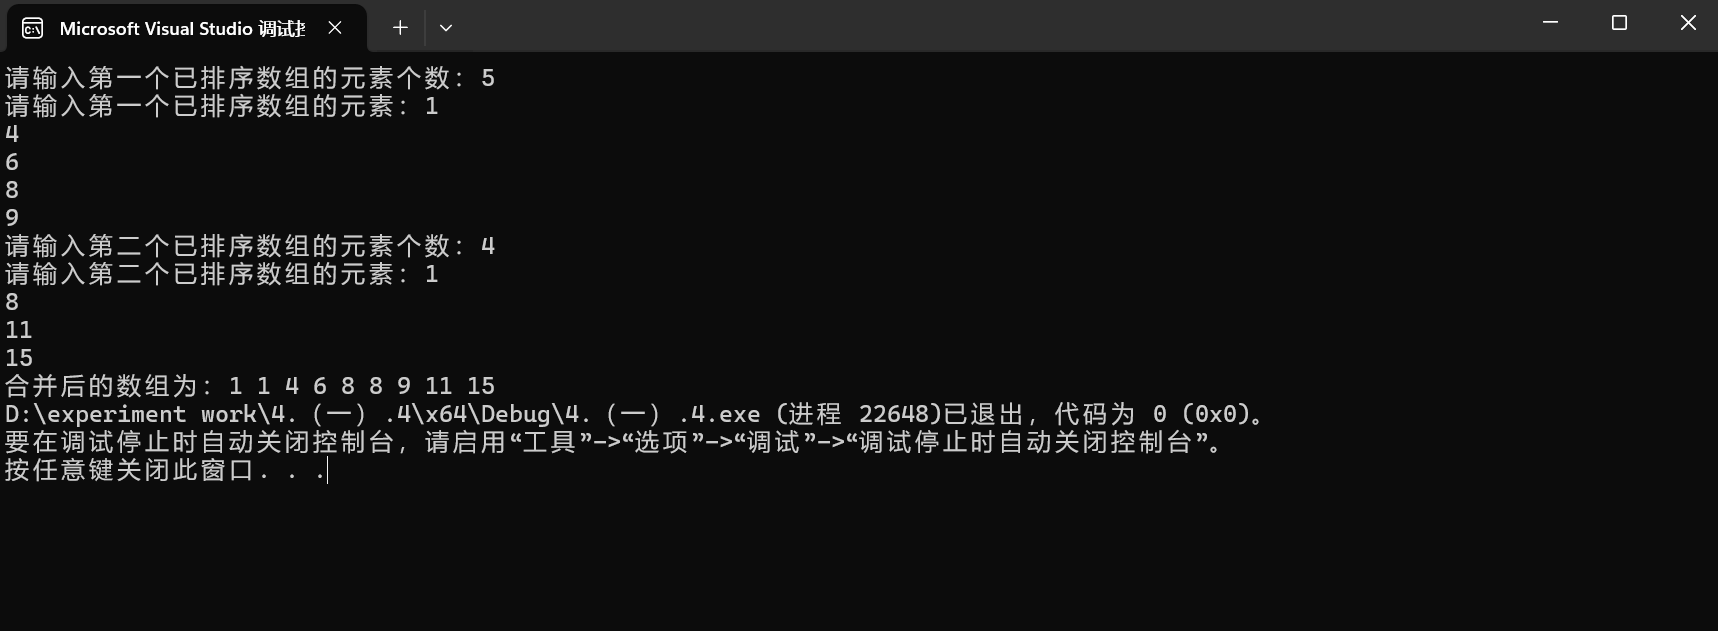 Microsoft Visual Studio 调试控
请输入第一个已排序数组的元素个数：5
请输入第一个已排序数组的元素：1
4
6
8
9
请输入第二个已排序数组的元素个数：4
请输入第二个已排序数组的元素：1
8
11
15
合并后的数组为：1 1 4 6 8 8 9 11 15
D:\experiment work\4.（一）.4\x64\Debug\4.（一）.4.exe (进程 22648)已退出，代码为 0 (0x0)。
要在调试停止时自动关闭控制台，请启用“工具”->“选项”->“调试”->“调试停止时自动关闭控制台”。
按任意键关闭此窗口. . .